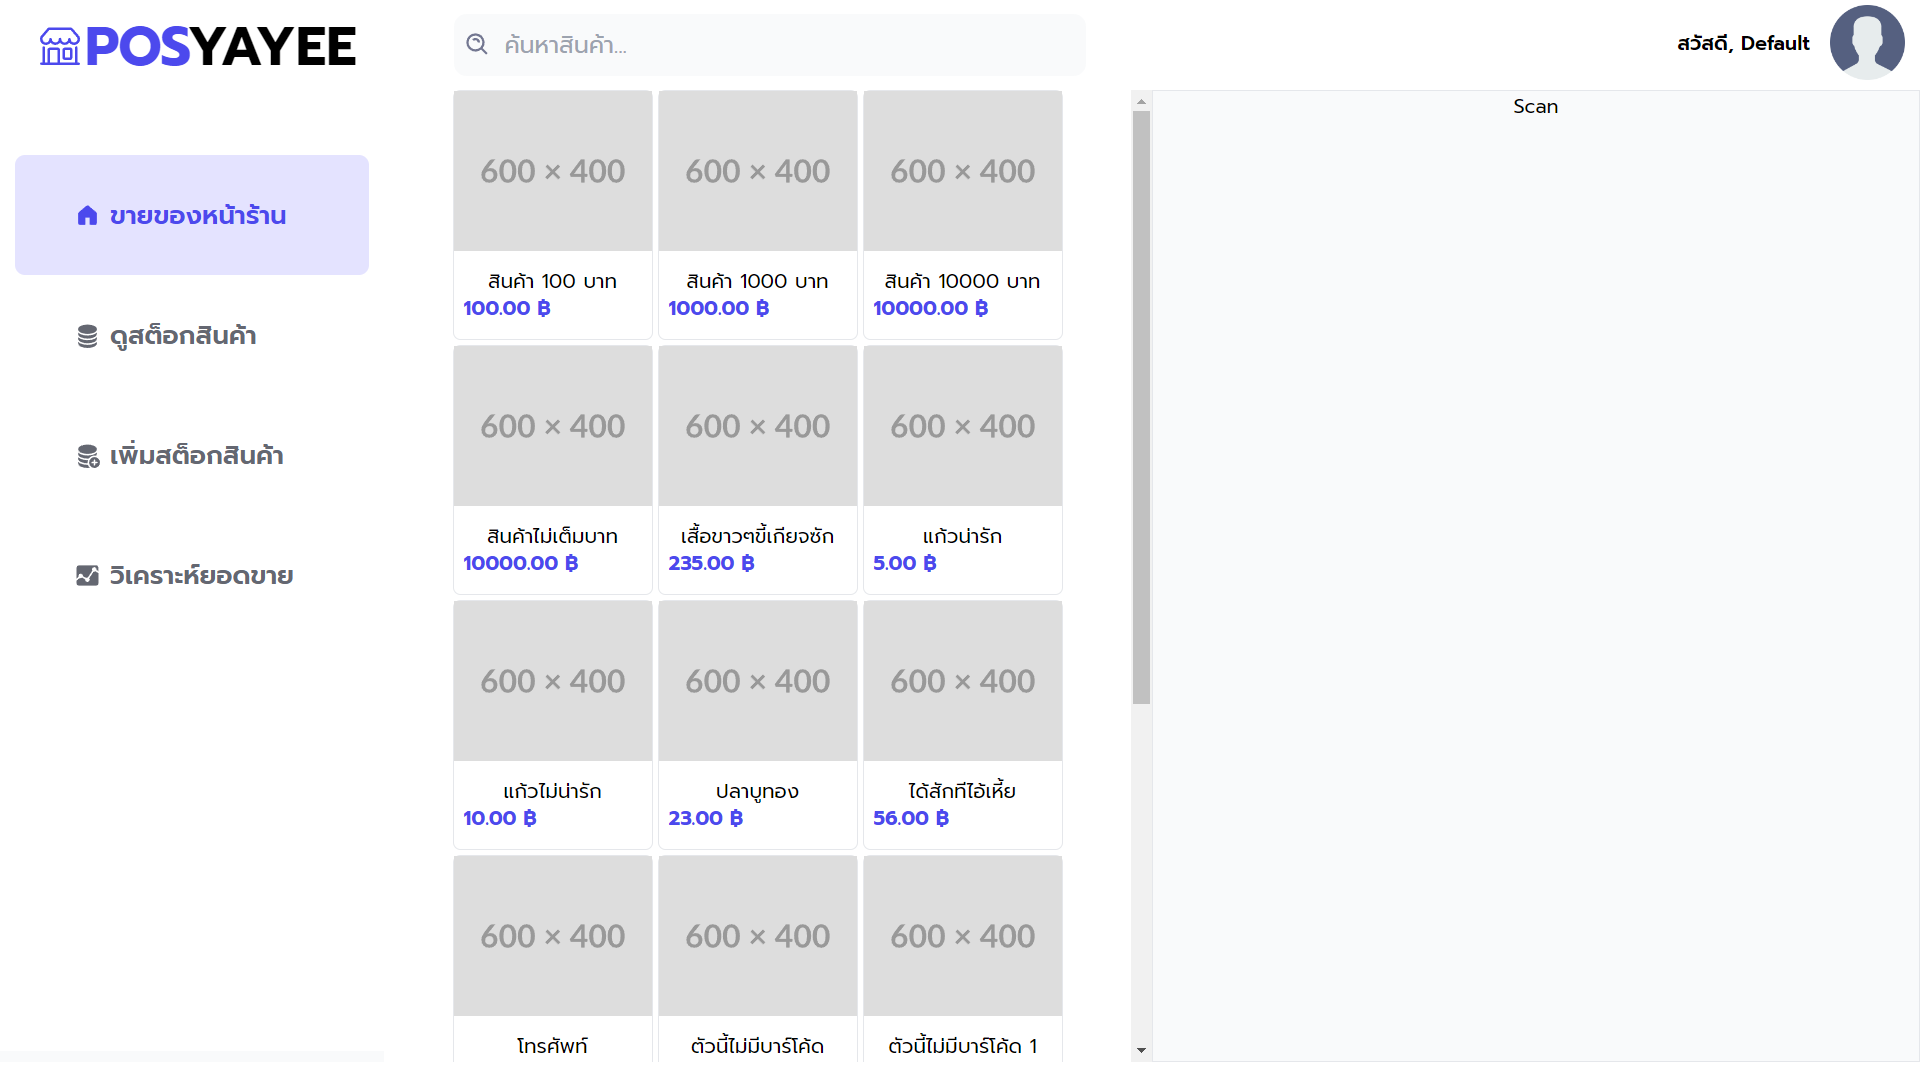 POSYAYEE
ค้นหาสินค้า...
สวัสดี, Default
ขายของหน้าร้าน
ดูสต็อกสินค้า
เพิ่มสต็อกสินค้า
วิเคราะห์ยอดขาย
600 × 400
600 × 400
600 × 400
สินค้า 100 บาท
100.00 ฿
สินค้า 1000 บาท
1000.00 ฿
สินค้า 10000 บาท
10000.00 ฿
600 × 400
600 × 400
600 × 400
สินค้าไม่เต็มบาท
10000.00 ฿
เสื้อขาวๆขี้เกียจซัก
235.00 ฿
แก้วน่ารัก
5.00 ฿
600 × 400
600 × 400
600 × 400
แก้วไม่น่ารัก
10.00 ฿
ปลาบูทอง
23.00 ฿
ได้สักทีไอ้เหี้ย
56.00 ฿
600 × 400
600 × 400
600 × 400
โทรศัพท์
ตัวนี้ไม่มีบาร์โค้ด
ตัวนี้ไม่มีบาร์โค้ด 1
Scan